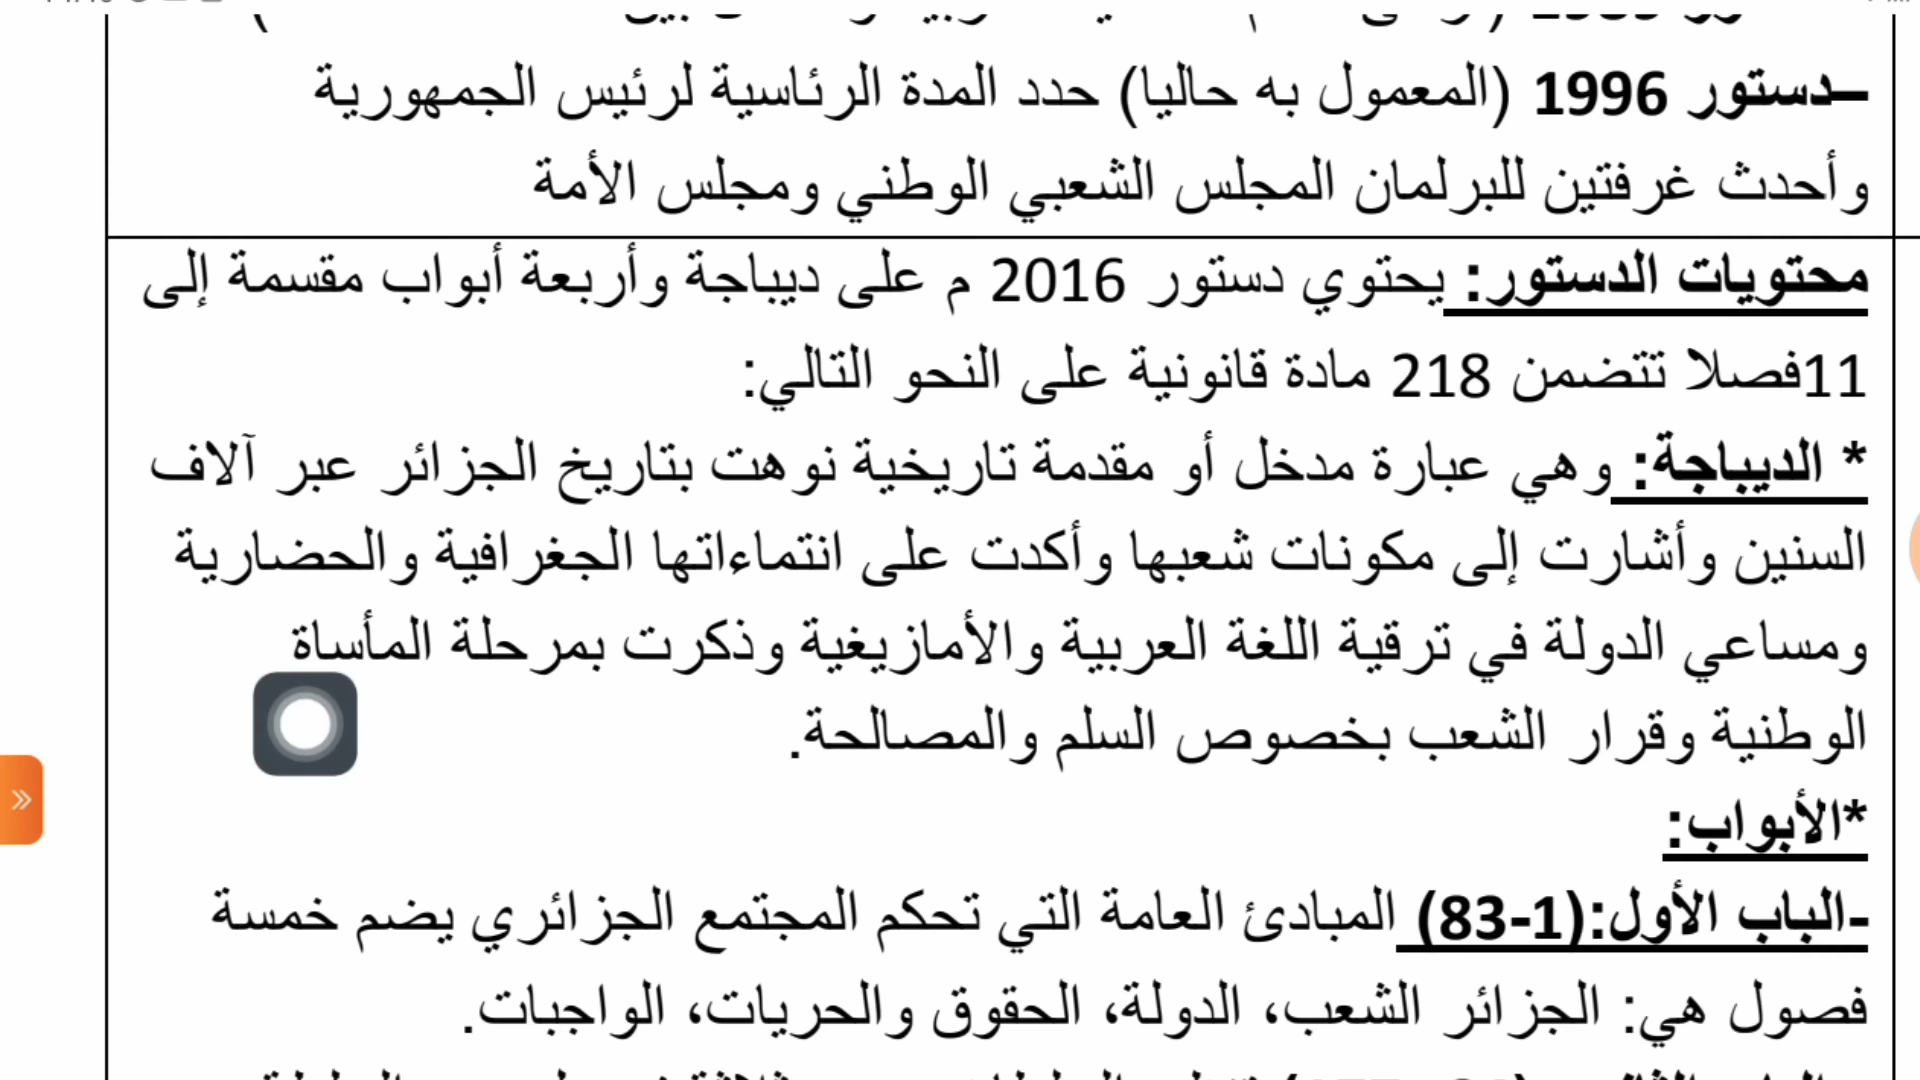 –دستور 1996 (المعمول به حاليا) حدد المدة الرئاسية لرئيس الجمهورية
وأحدث غرفتين للبرلمان المجلس الشعبي الوطني ومجلس الأمة
محتويات الدستور: يحتوي دستور 2016 م على ديباجة وأربعة أبواب مقسمة إلى
11فصلا تتضمن 218 مادة قانونية على النحو التالي:
* الديباجة: وهي عبارة مدخل أو مقدمة تاريخية نوهت بتاريخ الجزائر عبر آلاف
السنين وأشارت إلى مكونات شعبها وأكدت على انتماءاتها الجغرافية والحضارية
ومساعي الدولة في ترقية اللغة العربية والأمازيغية وذكرت بمرحلة المأساة
الوطنية وقرار الشعب بخصوص السلم والمصالحة.
*الأبواب:
-الباب الأول:(1-83) المبادئ العامة التي تحكم المجتمع الجزائري يضم خمسة
فصول هي: الجزائر الشعب، الدولة، الحقوق والحريات، الواجبات.